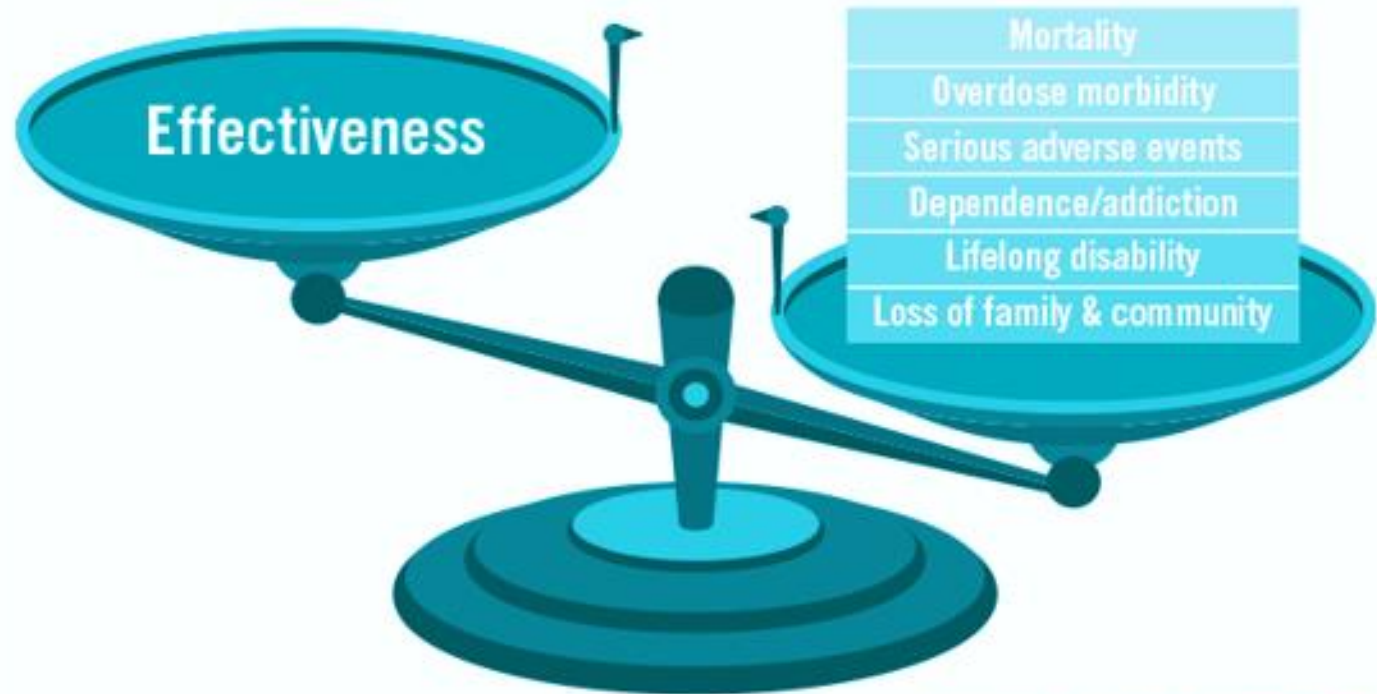 Effectiveness
Mortality
Overdose morbidity
Serious adverse events
Dependence/addiction
Lifelong disability
Loss of family & community